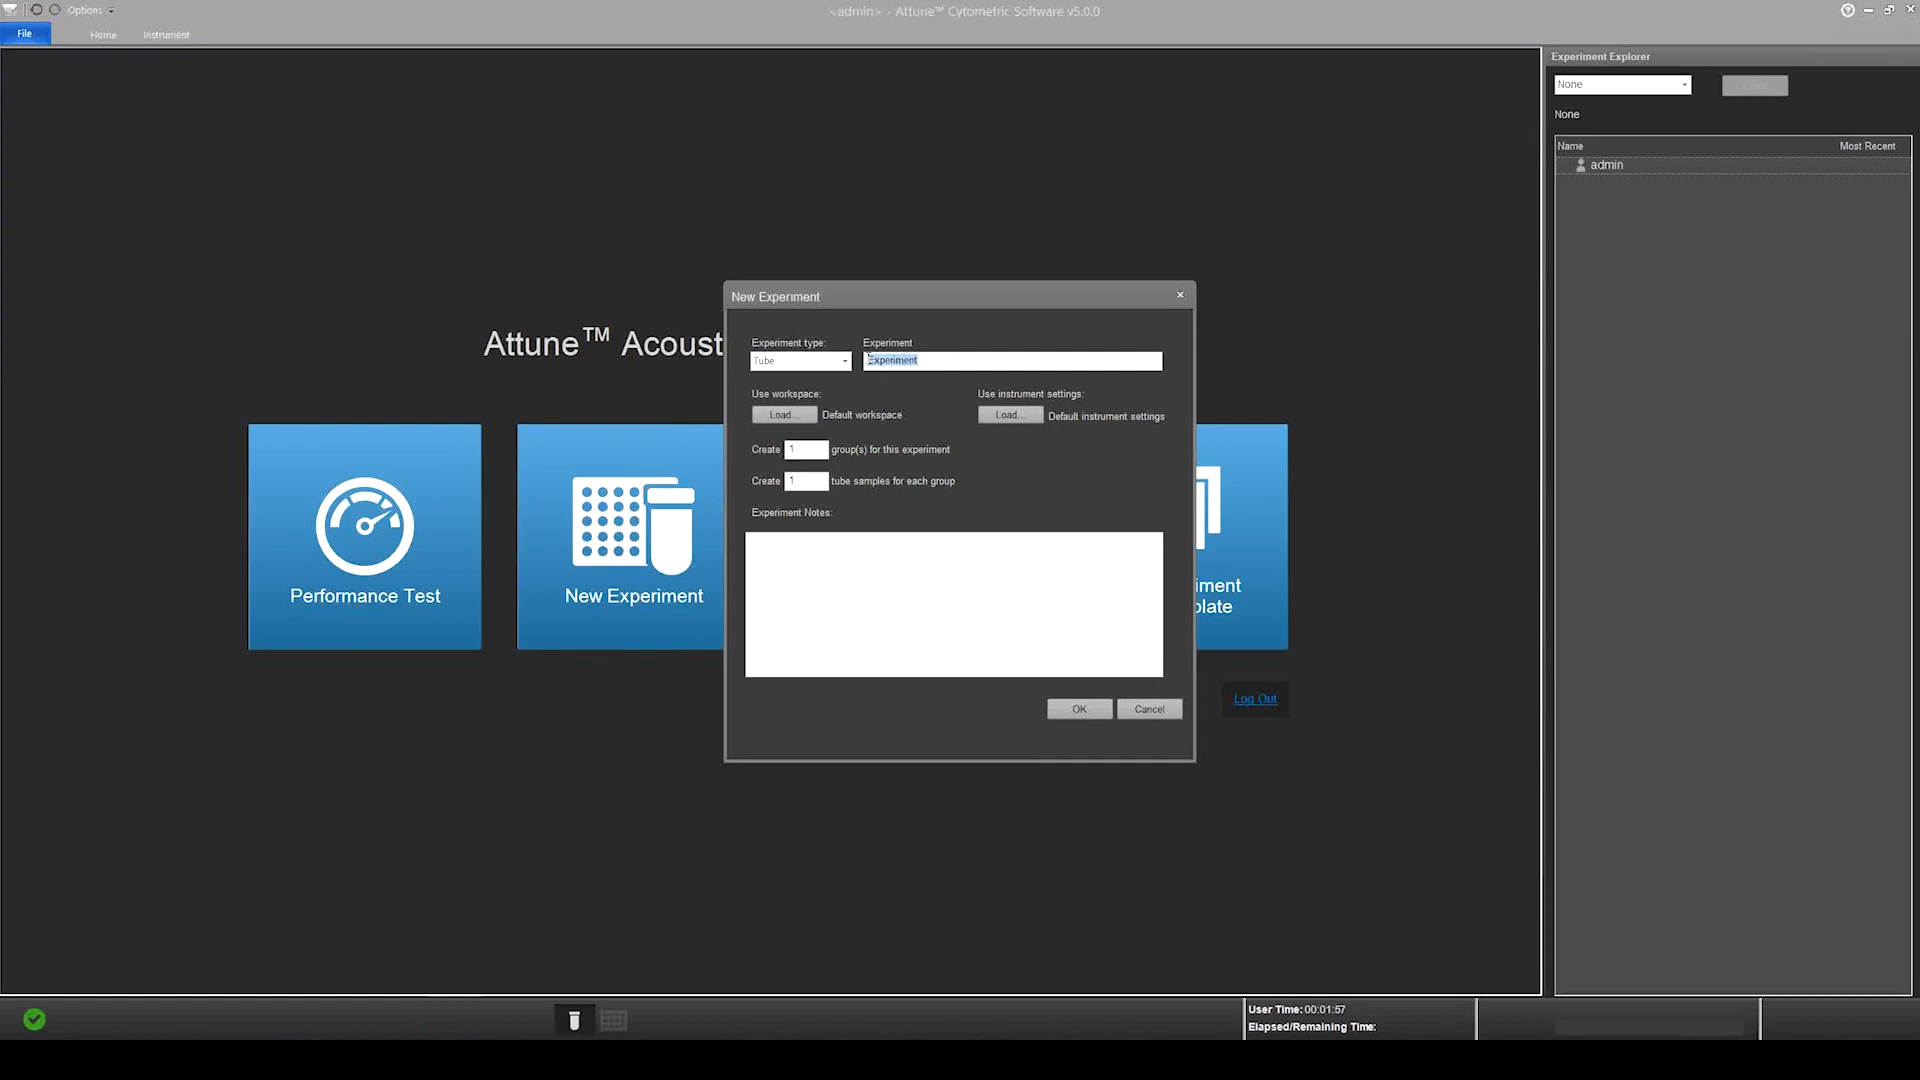 Options
<admin> - Attune™ Cytometric Software v5.0.0
File
Home
Instrument
Experiment Explorer
None
None
Name
Most Recent
admin
Attune™ Acoust
Performance Test
New Experiment
iment
plate
Log Out
New Experiment
Experiment type:
Experiment
Tube
Experiment
Use workspace:
Use instrument settings:
Load...
Default workspace
Load...
Default instrument settings
Create 1 group(s) for this experiment
Create 1 tube samples for each group
Experiment Notes:
OK
Cancel
User Time: 00:01:57
Elapsed/Remaining Time: